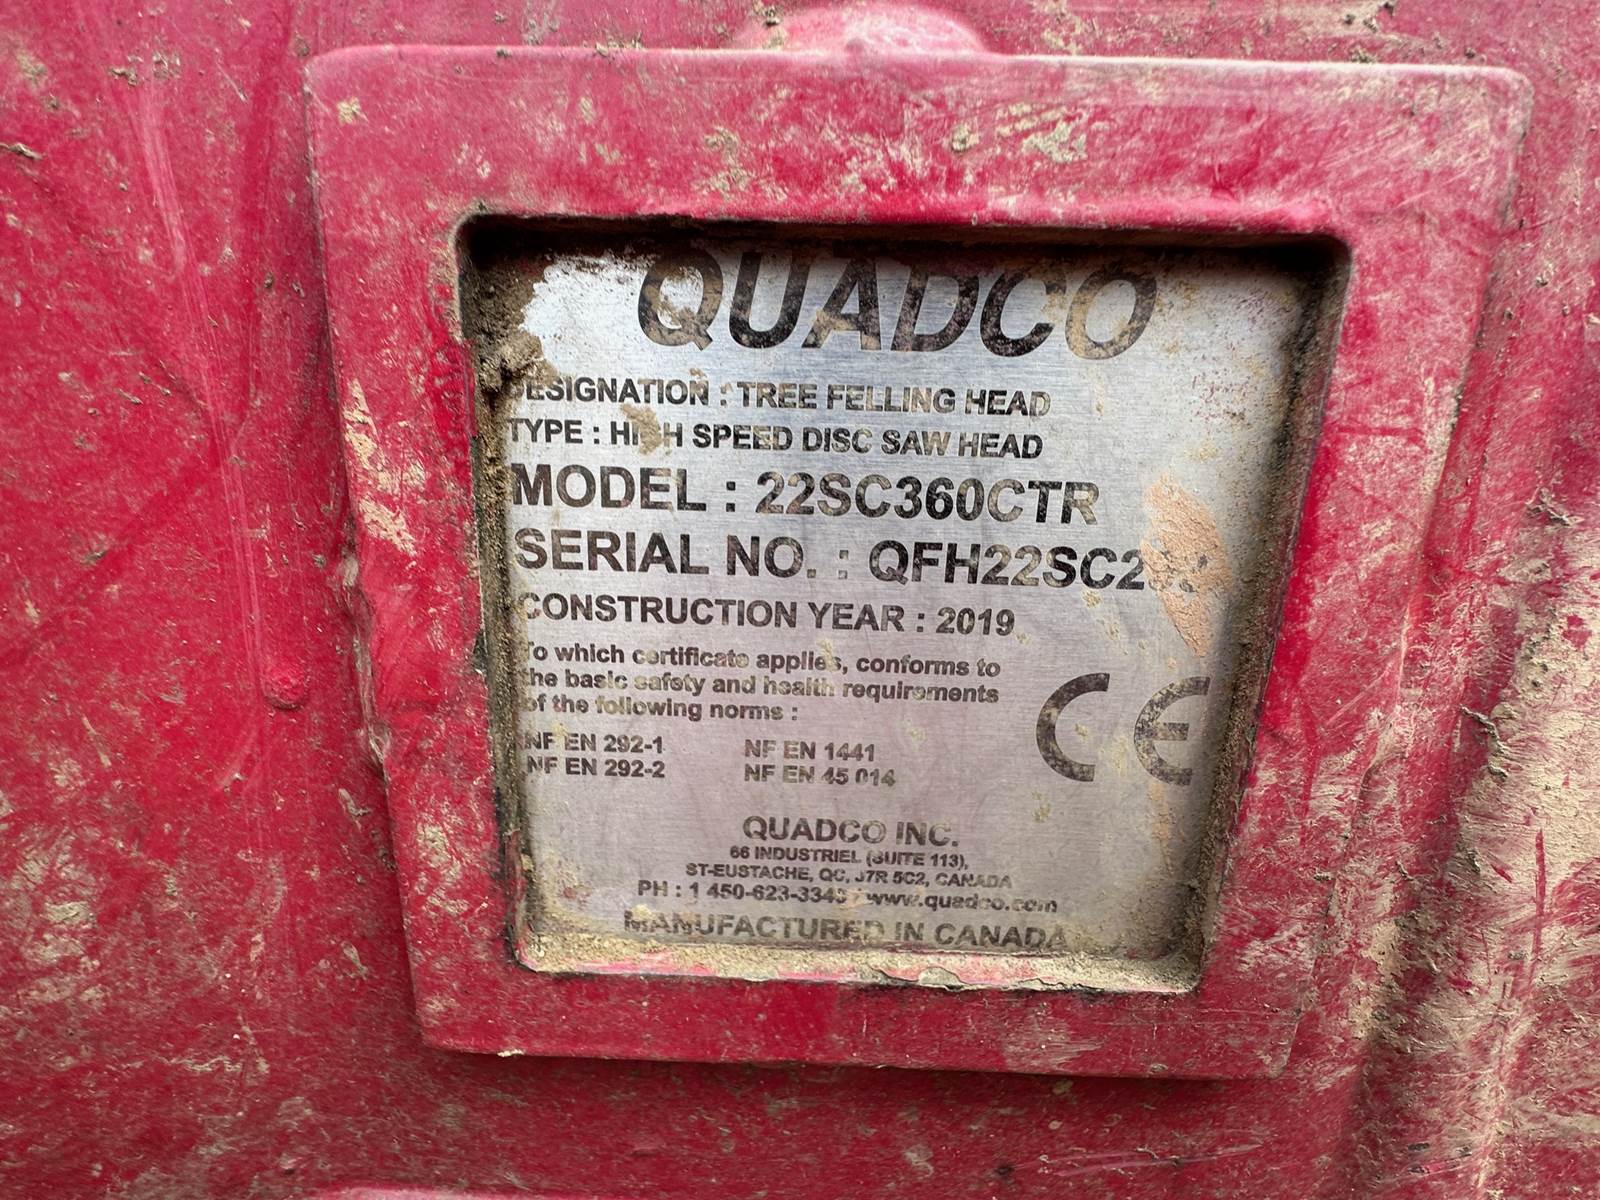 QUADCO
DESIGNATION : TREE FELLING HEAD
TYPE : HIGH SPEED DISC SAW HEAD
MODEL : 22SC360CTR
SERIAL NO. :
CONSTRUCTION YEAR : 2019
To which certificate applies, conforms to
the basic safety and health requirements
of the following norms :
NF EN 292-1 NF EN 1441
NF EN 292-2 NF EN 45 014
CE
QUADCO INC.
66 INDUSTRIEL (SUITE 113),
ST-EUSTACHE, QC, J7R 5C2, CANADA
PH : 1 450-623-3340 / www.quadco.com
MANUFACTURED IN CANADA